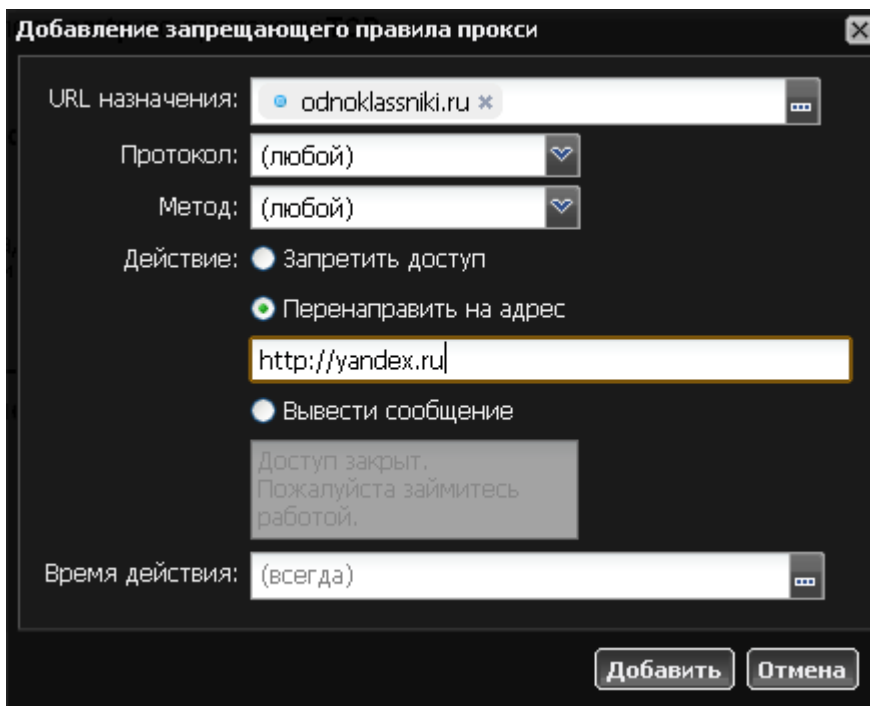 Добавление запрещающего правила прокси
URL назначения: odnoklassniki.ru
Протокол: (любой)
Метод: (любой)
Действие: Запретить доступ
Перенаправить на адрес
http://yandex.ru
Вывести сообщение
Доступ закрыт.
Пожалуйста займитесь
работой.
Время действия: (всегда)
Добавить Отмена